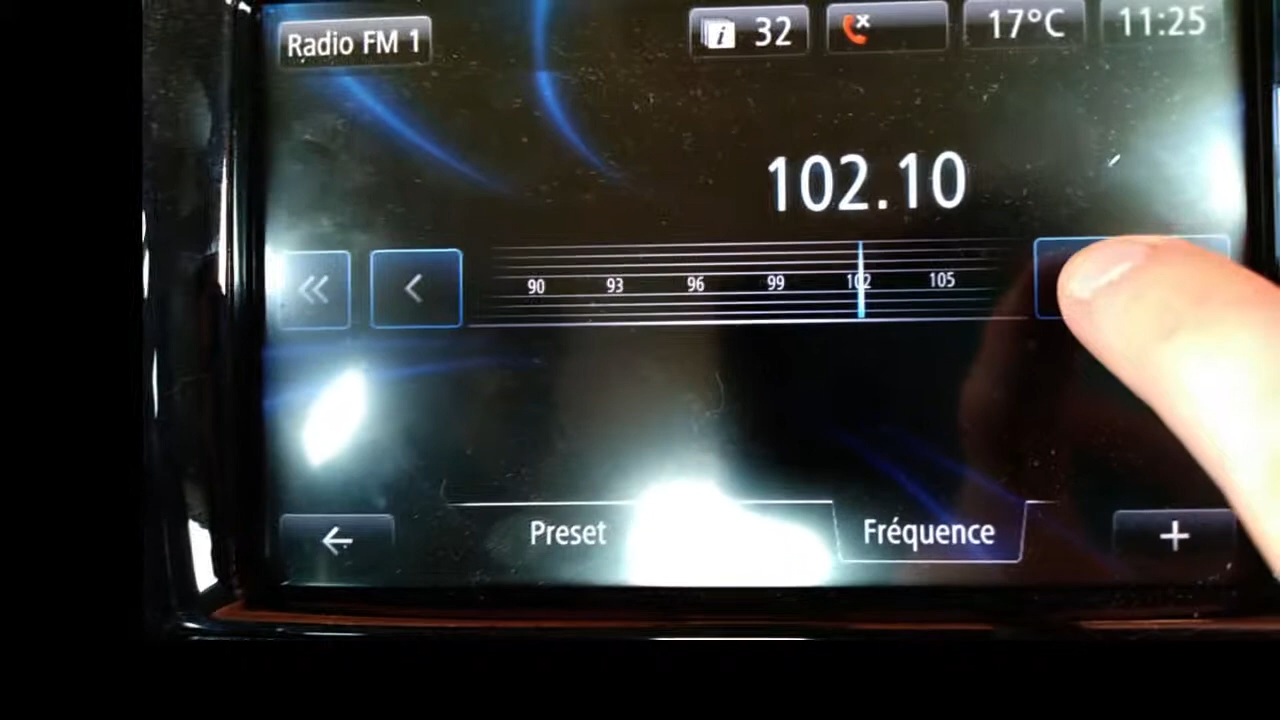 Radio FM 1
32
17°C
11:25
102.10
90 93 96 99 102 105
Preset
Fréquence